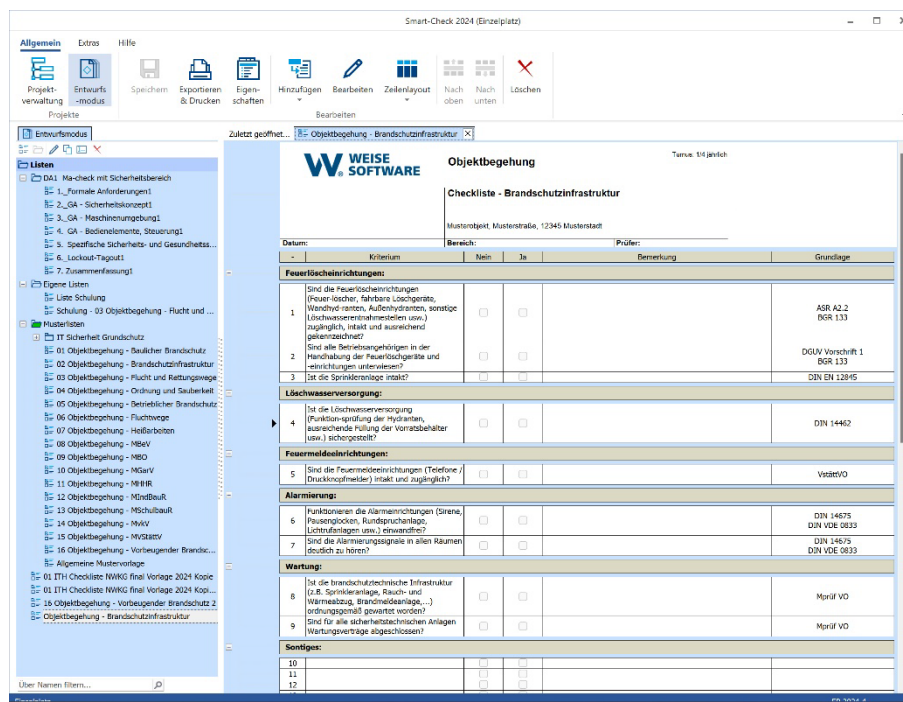 Smart-Check 2024 (Einzelplatz)
Allgemein Extras Hilfe
Projekt-
verwaltung
Entwurfs
-modus
Speichern
Exportieren
& Drucken
Eigen-
schaften
Hinzufügen
Bearbeiten
Zeilenlayout
Nach
oben
Nach
unten
Löschen
Projekte
Bearbeiten
Entwurfsmodus
Zuletzt geöffnet...
Objektbegehung - Brandschutzinfrastruktur
Listen
DA1 Ma-check mit Sicherheitsbereich
1._Formale Anforderungen1
2._GA - Sicherheitskonzept1
3._GA - Maschinenumgebung1
4. GA - Bedienelemente, Steuerung1
5. Spezifische Sicherheits- und Gesundheitss...
6._Lockout-Tagout1
7. Zusammenfassung1
Eigene Listen
Liste Schulung
Schulung - 03 Objektbegehung - Flucht und ...
Musterlisten
IT Sicherheit Grundschutz
01 Objektbegehung - Baulicher Brandschutz
02 Objektbegehung - Brandschutzinfrastruktur
03 Objektbegehung - Flucht und Rettungswege
04 Objektbegehung - Ordnung und Sauberkeit
05 Objektbegehung - Betrieblicher Brandschutz
06 Objektbegehung - Fluchtwege
07 Objektbegehung - Heißarbeiten
08 Objektbegehung - MBeV
09 Objektbegehung - MBO
10 Objektbegehung - MGarV
11 Objektbegehung - MHHR
12 Objektbegehung - MIndBauR
13 Objektbegehung - MSchulbauR
14 Objektbegehung - MvkV
15 Objektbegehung - MVStättV
16 Objektbegehung - Vorbeugender Brandsc...
Allgemeine Mustervorlage
01 ITH Checkliste NWKG final Vorlage 2024 Kopie
01 ITH Checkliste NWKG final Vorlage 2024 Kopi...
16 Objektbegehung - Vorbeugender Brandschutz 2
Objektbegehung - Brandschutzinfrastruktur
Über Namen filtern...
WEISE
SOFTWARE
Objektbegehung
Turnus: 1/4 jährlich
Checkliste - Brandschutzinfrastruktur
Musterobjekt, Musterstraße, 12345 Musterstadt
Datum: Bereich: Prüfer:
- Kriterium Nein Ja Bemerkung Grundlage
Feuerlöscheinrichtungen:
1
Sind die Feuerlöscheinrichtungen
(Feuer-löscher, fahrbare Löschgeräte,
Wandhyd-ranten, Außenhydranten, sonstige
Löschwasserentnahmestellen usw.)
zugänglich, intakt und ausreichend
gekennzeichnet?
ASR A2.2
BGR 133
2
Sind alle Betriebsangehörigen in der
Handhabung der Feuerlöschgeräte und
-einrichtungen unterwiesen?
DGUV Vorschrift 1
BGR 133
3 Ist die Sprinkleranlage intakt? DIN EN 12845
Löschwasserversorgung:
4
Ist die Löschwasserversorgung
(Funktion-sprüfung der Hydranten,
ausreichende Füllung der Vorratsbehälter
usw.) sichergestellt?
DIN 14462
Feuermeldeeinrichtungen:
5
Sind die Feuermeldeeinrichtungen (Telefone /
Druckknopfmelder) intakt und zugänglich?
VstättVO
Alarmierung:
6
Funktionieren die Alarmeinrichtungen (Sirene,
Pausenglocken, Rundspruchanlage,
Lichtrufanlagen usw.) einwandfrei?
DIN 14675
DIN VDE 0833
7
Sind die Alarmierungssignale in allen Räumen
deutlich zu hören?
DIN 14675
DIN VDE 0833
Wartung:
8
Ist die brandschutztechnische Infrastruktur
(z.B. Sprinkleranlage, Rauch- und
Wärmeabzug, Brandmeldeanlage,...)
ordnungsgemäß gewartet worden?
Mprüf VO
9
Sind für alle sicherheitstechnischen Anlagen
Wartungsverträge abgeschlossen?
Mprüf VO
Sontiges:
10
11
12